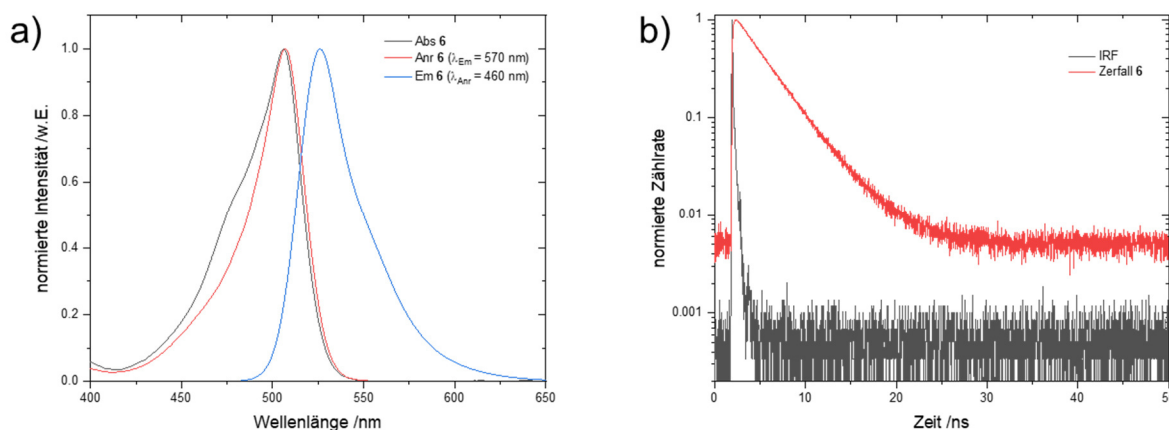 a)
Abs 6
Anr 6 (λEm = 570 nm)
Em 6 (λAnr = 460 nm)
normierte Intensität /w.E.
1.0
0.8
0.6
0.4
0.2
0.0
400
450
500
550
600
650
Wellenlänge /nm
b)
IRF
Zerfall 6
normierte Zählrate
1
0.1
0.01
0.001
0
10
20
30
40
50
Zeit /ns